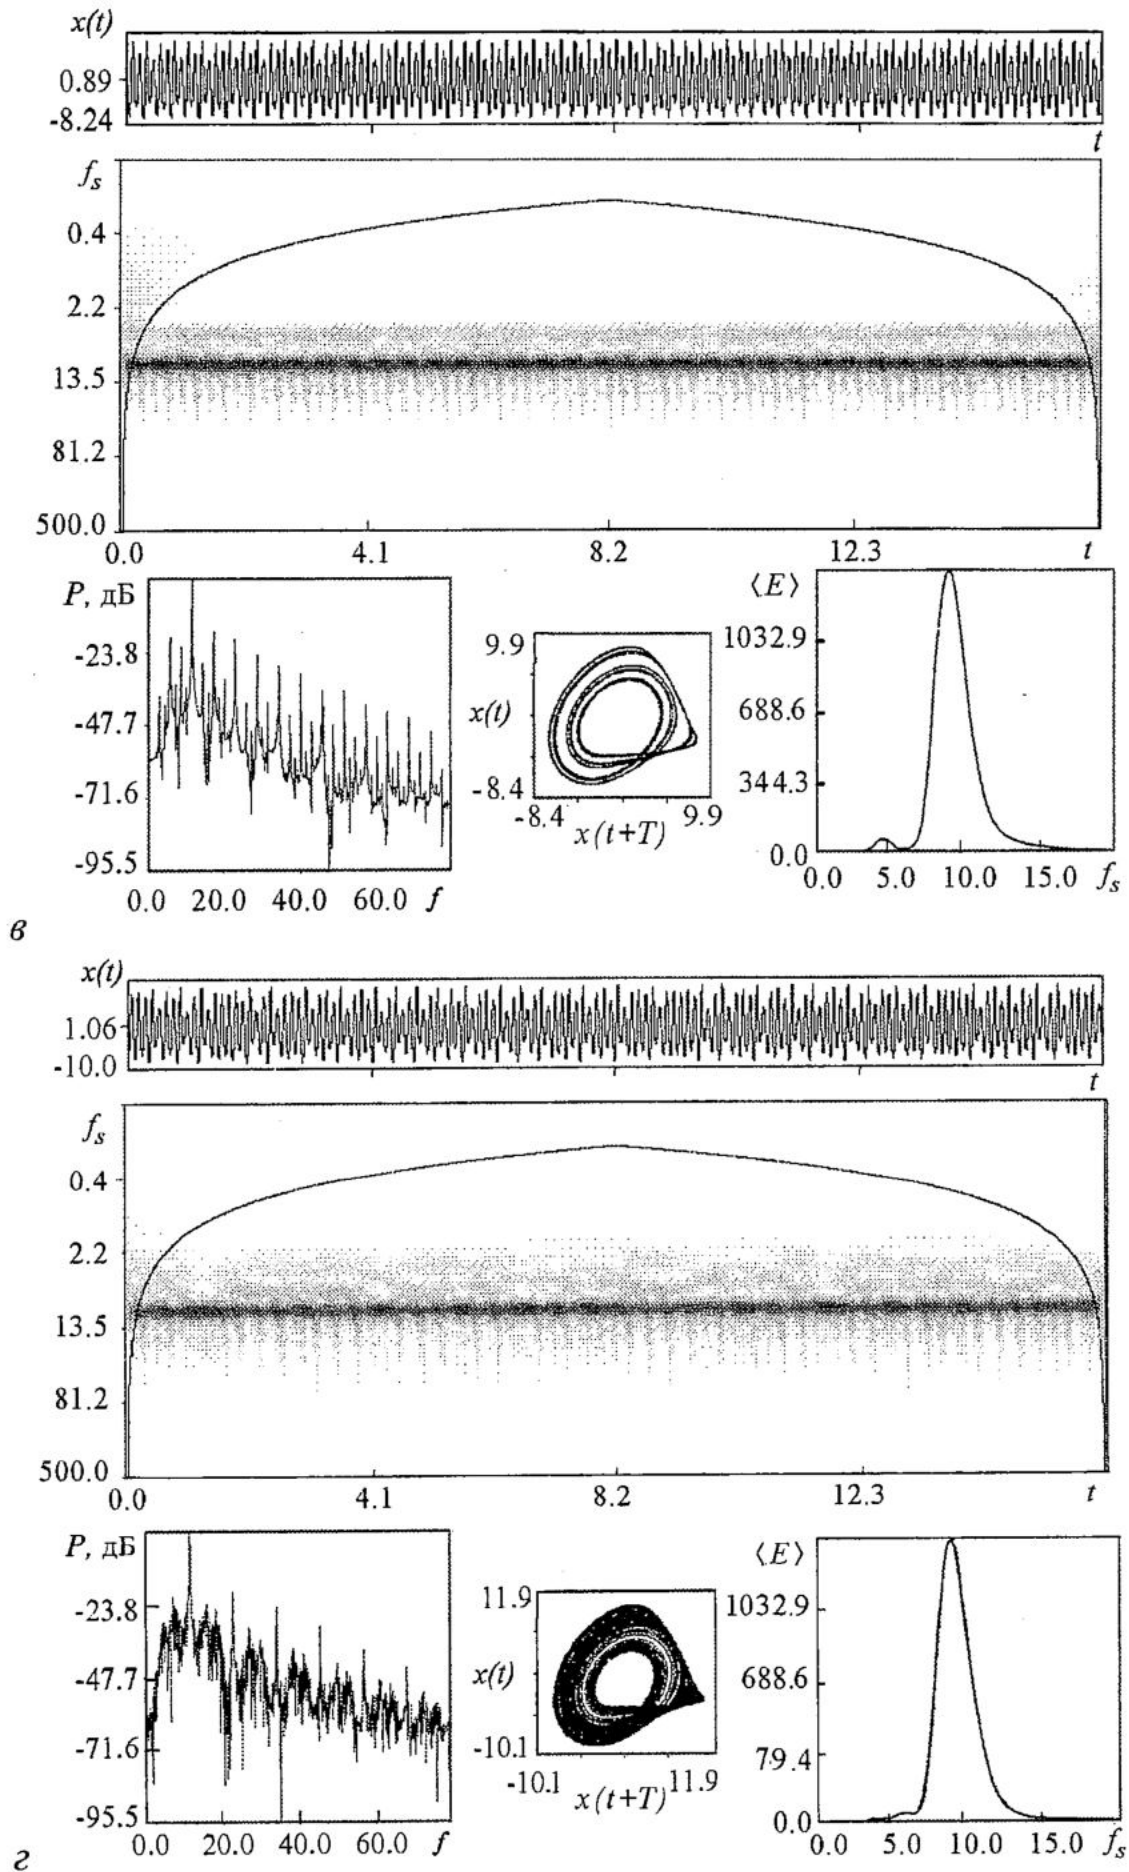 x(t)
0.89
-8.24
t
f_s
0.4
2.2
13.5
81.2
500.0
0.0 4.1 8.2 12.3 t
P, дБ
-23.8
-47.7
-71.6
-95.5
0.0 20.0 40.0 60.0 f
9.9
x(t)
-8.4
-8.4 9.9
x(t+T)
⟨E⟩
1032.9
688.6
344.3
0.0
0.0 5.0 10.0 15.0 f_s
в
x(t)
1.06
-10.0
t
f_s
0.4
2.2
13.5
81.2
500.0
0.0 4.1 8.2 12.3 t
P, дБ
-23.8
-47.7
-71.6
-95.5
0.0 20.0 40.0 60.0 f
11.9
x(t)
-10.1
-10.1 11.9
x(t+T)
⟨E⟩
1032.9
688.6
79.4
0.0
0.0 5.0 10.0 15.0 f_s
г